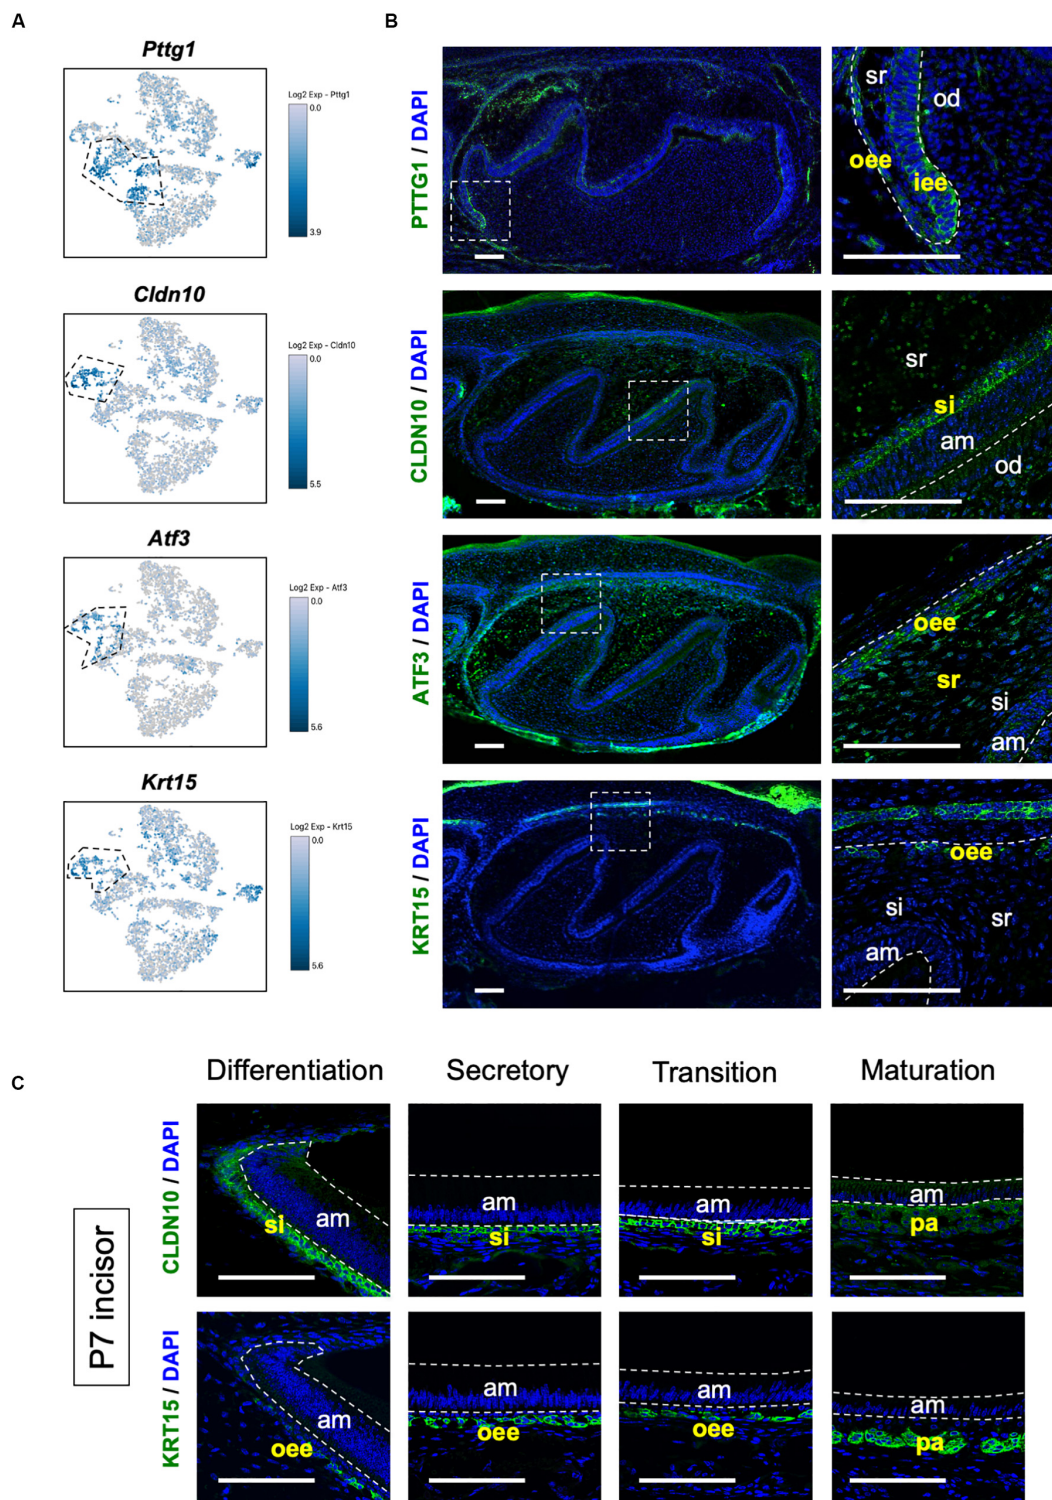 A
B
Pttg1
Log2 Exp - Pttg1
0.0
3.9
PTTG1 / DAPI
sr
od
oee
iee
Cldn10
Log2 Exp - Cldn10
0.0
5.5
CLDN10 / DAPI
sr
si
am
od
Atf3
Log2 Exp - Atf3
0.0
5.6
ATF3 / DAPI
oee
sr
si
am
Krt15
Log2 Exp - Krt15
0.0
5.6
KRT15 / DAPI
oee
si
sr
am
C
Differentiation
Secretory
Transition
Maturation
P7 incisor
CLDN10 / DAPI
si
am
am
si
am
si
am
pa
KRT15 / DAPI
am
oee
am
oee
am
oee
am
pa